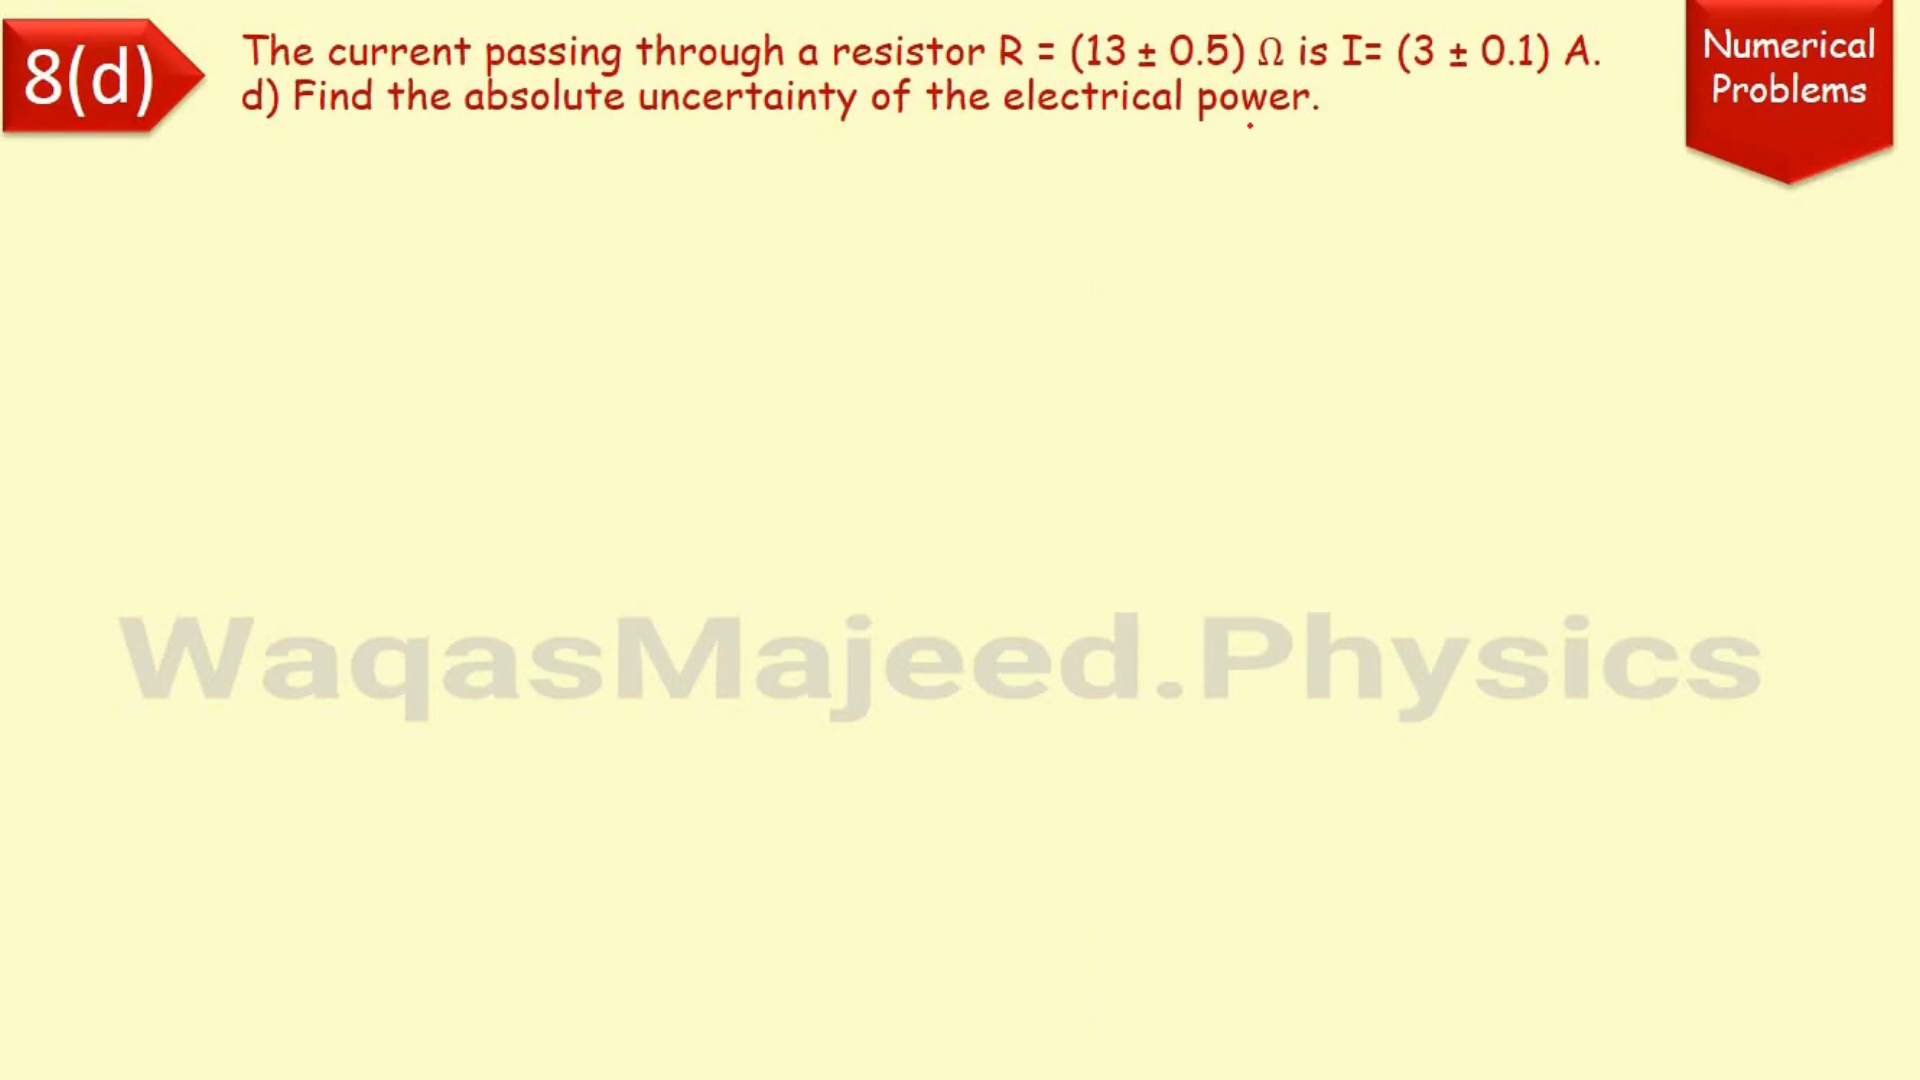 8(d)
The current passing through a resistor R = (13 ± 0.5) Ω is I= (3 ± 0.1) A.
d) Find the absolute uncertainty of the electrical power.
Numerical
Problems
WaqasMajeed.Physics